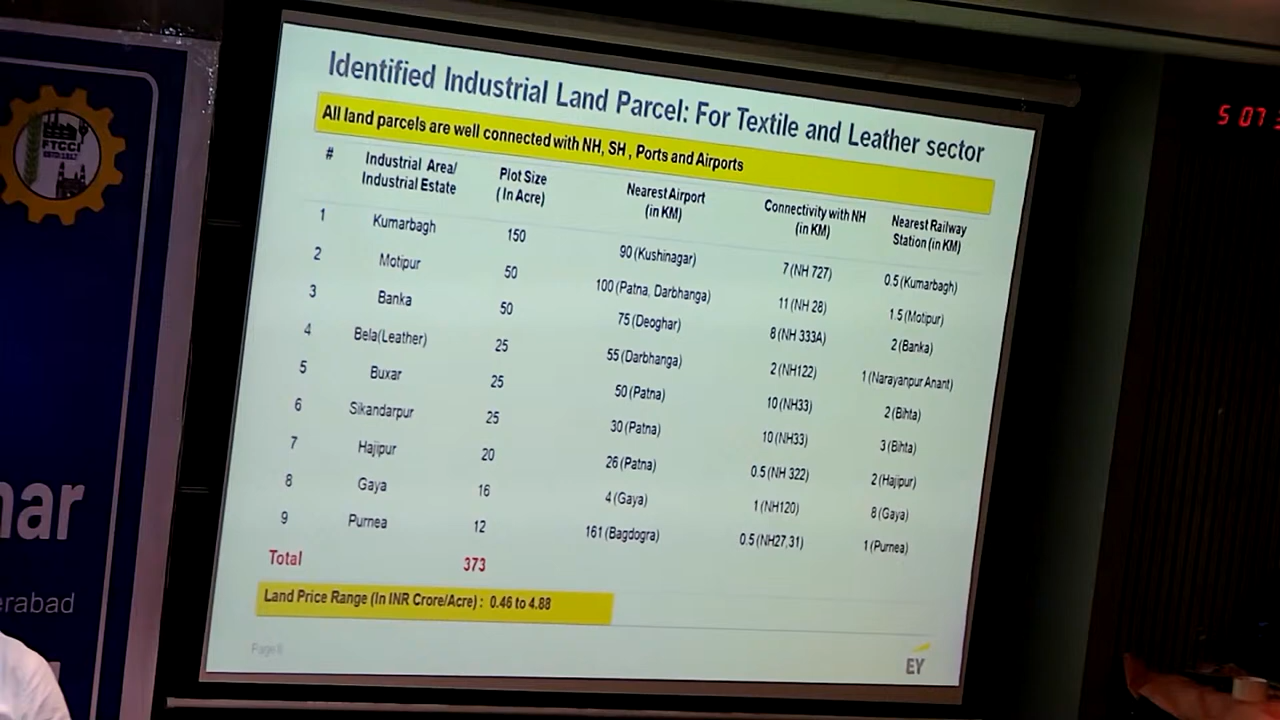 FTCCI
nar
erabad
5 07
Identified Industrial Land Parcel: For Textile and Leather sector
All land parcels are well connected with NH, SH , Ports and Airports
# Industrial Area/ Industrial Estate Plot Size (In Acre) Nearest Airport (in KM) Connectivity with NH (in KM) Nearest Railway Station (in KM)
1 Kumarbagh 150 90 (Kushinagar) 7 (NH 727) 0.5 (Kumarbagh)
2 Motipur 50 100 (Patna, Darbhanga) 11 (NH 28) 1.5 (Motipur)
3 Banka 50 75 (Deoghar) 8 (NH 333A) 2 (Banka)
4 Bela(Leather) 25 55 (Darbhanga) 2 (NH122) 1 (Narayanpur Anant)
5 Buxar 25 50 (Patna) 10 (NH33) 2 (Bihta)
6 Sikandarpur 25 30 (Patna) 10 (NH33) 3 (Bihta)
7 Hajipur 20 26 (Patna) 0.5 (NH 322) 2 (Hajipur)
8 Gaya 16 4 (Gaya) 1 (NH120) 8 (Gaya)
9 Purnea 12 161 (Bagdogra) 0.5 (NH27,31) 1 (Purnea)
Total 373
Land Price Range (In INR Crore/Acre) : 0.46 to 4.88
Page
EY